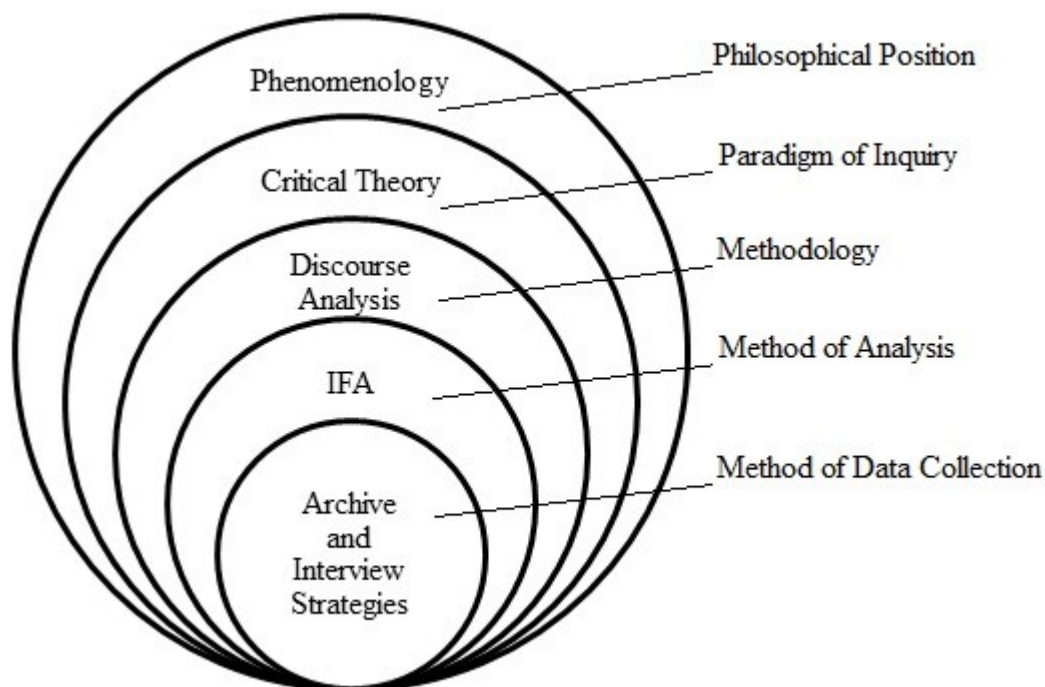 Philosophical Position
Phenomenology
Paradigm of Inquiry
Critical Theory
Methodology
Discourse
Analysis
Method of Analysis
IFA
Method of Data Collection
Archive
and
Interview
Strategies